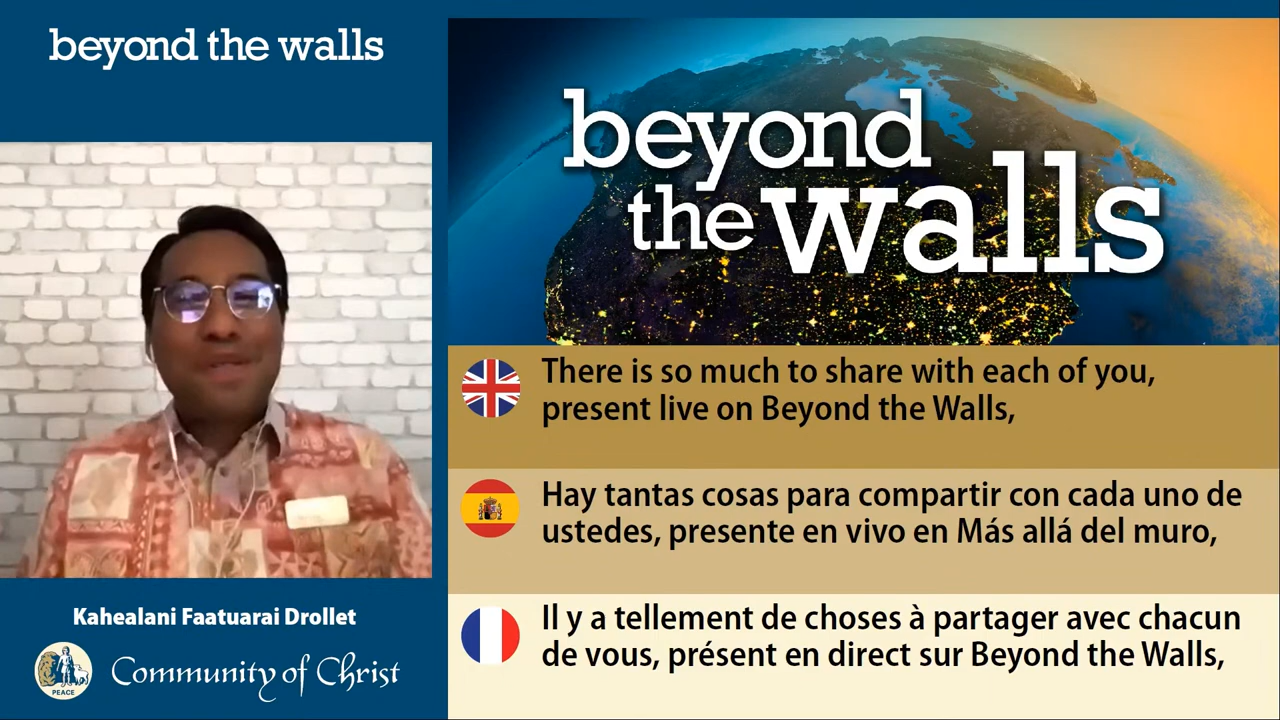 beyond the walls
beyond
the walls
There is so much to share with each of you,
present live on Beyond the Walls,
Hay tantas cosas para compartir con cada uno de
ustedes, presente en vivo en Más allá del muro,
Il y a tellement de choses à partager avec chacun
de vous, présent en direct sur Beyond the Walls,
Kahealani Faatuarai Drollet
PEACE
Community of Christ